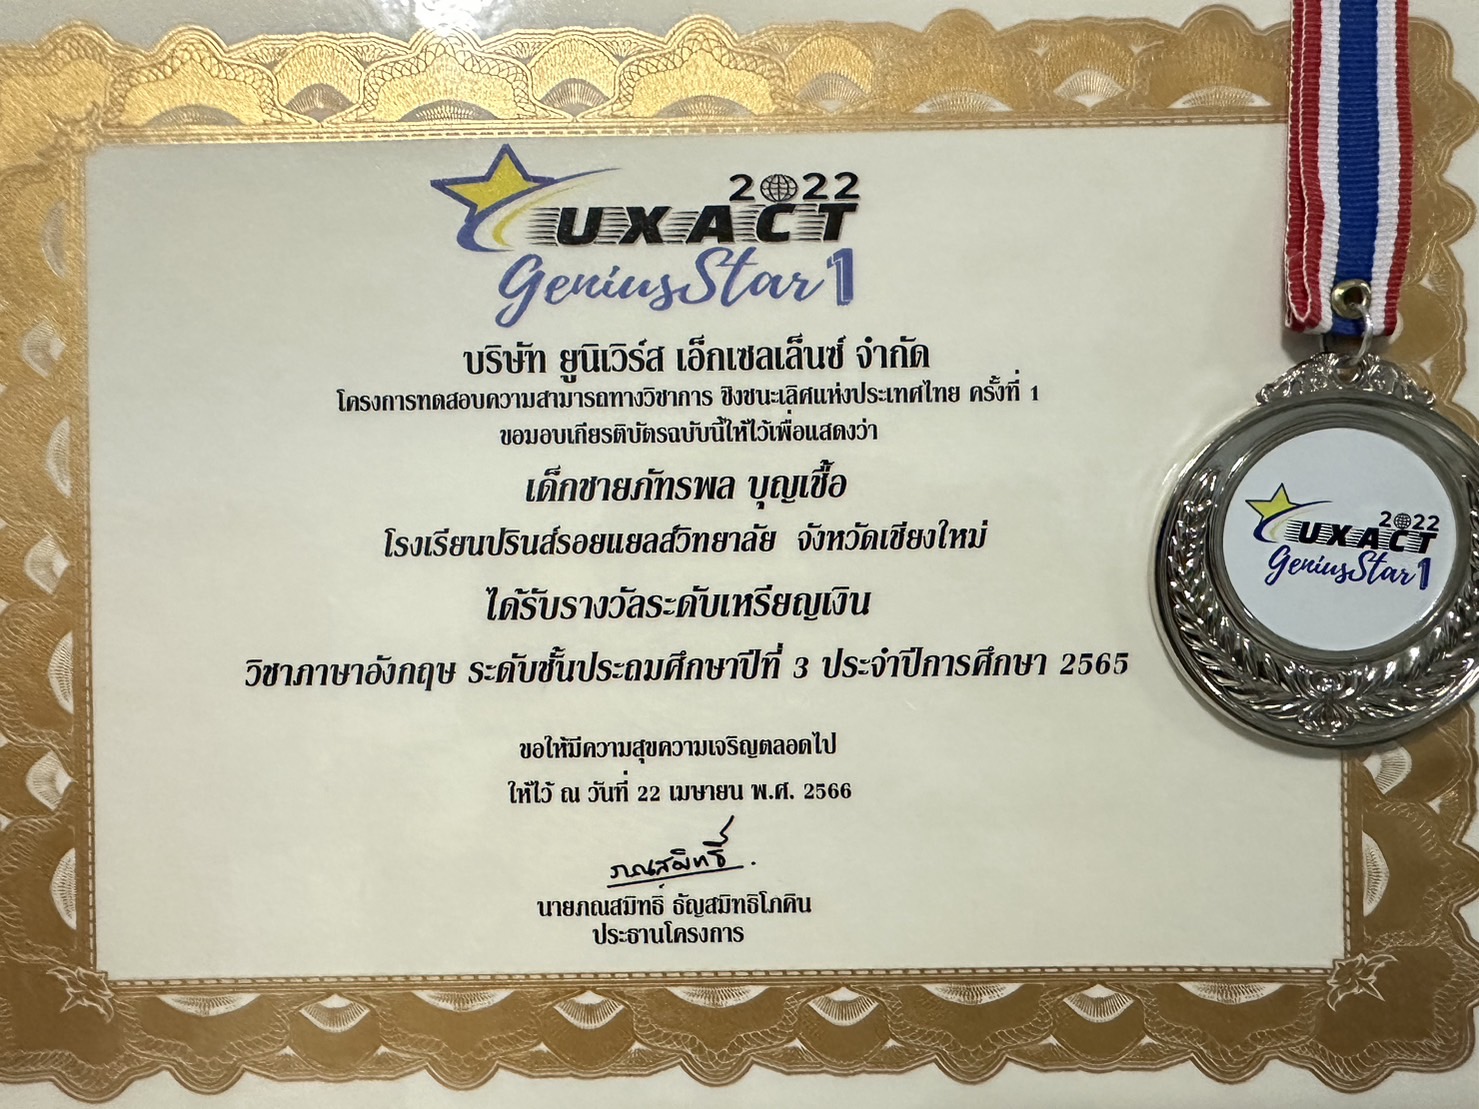 2022
UXACT
GeniusStar1
บริษัท ยูนิเวิร์ส เอ็กเซลเล็นซ์ จำกัด
โครงการทดสอบความสามารถทางวิชาการ ชิงชนะเลิศแห่งประเทศไทย ครั้งที่ 1
ขอมอบเกียรติบัตรฉบับนี้ให้ไว้เพื่อแสดงว่า
เด็กชายภัทรพล บุญเชื้อ
โรงเรียนปรินส์รอยแยลส์วิทยาลัย จังหวัดเชียงใหม่
ได้รับรางวัลระดับเหรียญเงิน
วิชาภาษาอังกฤษ ระดับชั้นประถมศึกษาปีที่ 3 ประจำปีการศึกษา 2565
ขอให้มีความสุขความเจริญตลอดไป
ให้ไว้ ณ วันที่ 22 เมษายน พ.ศ. 2566
ภณสมิทธิ์
นายภณสมิทธิ์ ธัญสมิทธิโภคิน
ประธานโครงการ
2022
UXACT
GeniusStar1